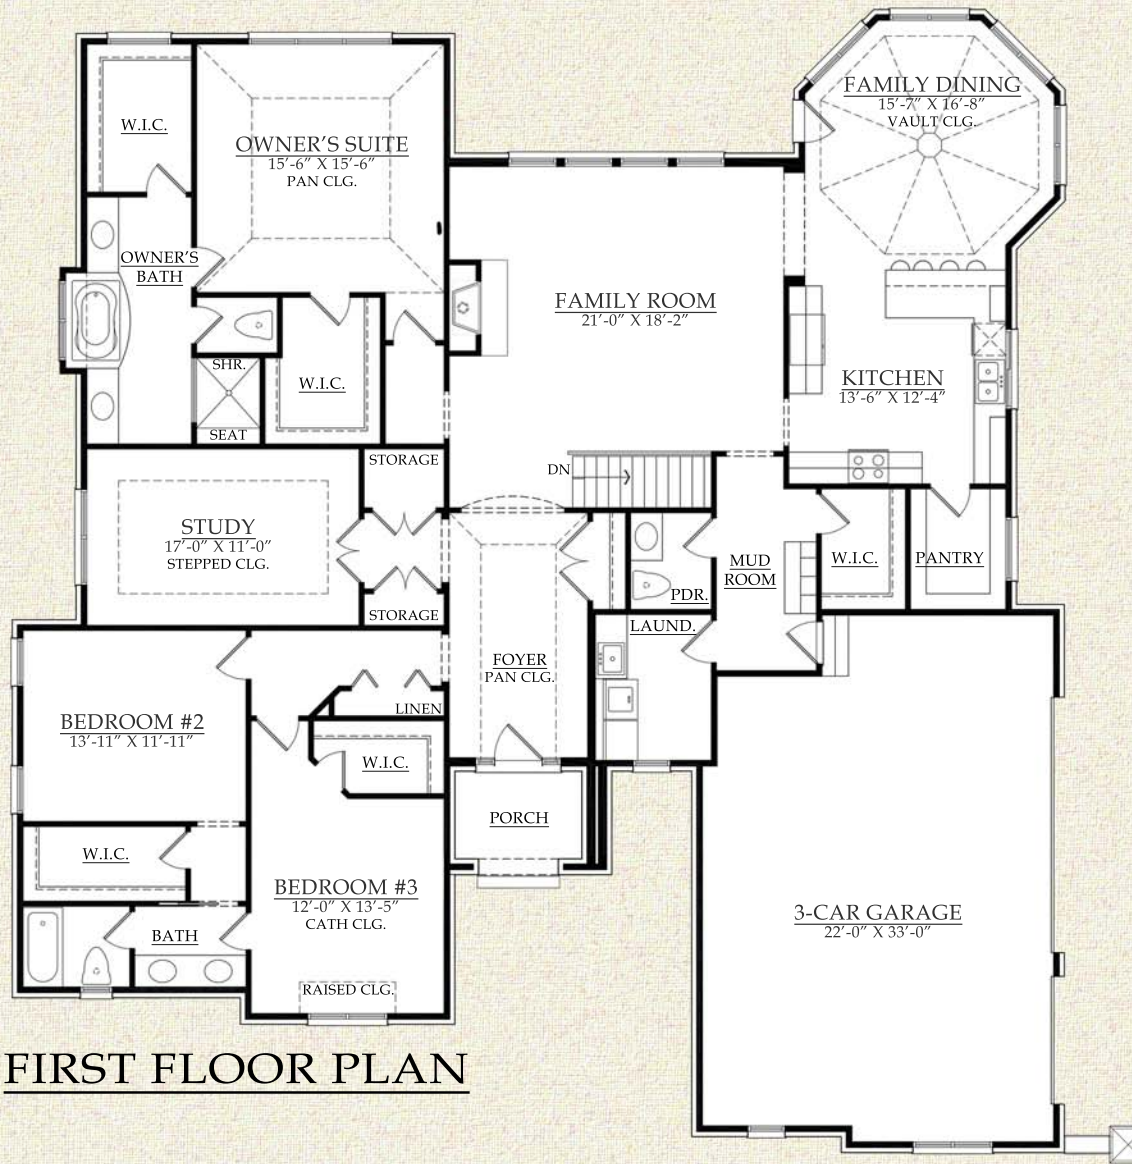 FAMILY DINING
15'-7" X 16'-8"
VAULT CLG.
W.I.C.
OWNER'S SUITE
15'-6" X 15'-6"
PAN CLG.
OWNER'S
BATH
FAMILY ROOM
21'-0" X 18'-2"
SHR.
SEAT
W.I.C.
KITCHEN
13'-6" X 12'-4"
STORAGE
DN
STUDY
17'-0" X 11'-0"
STEPPED CLG.
STORAGE
MUD
ROOM
W.I.C.
PANTRY
PDR.
LAUND.
FOYER
PAN CLG.
LINEN
BEDROOM #2
13'-11" X 11'-11"
W.I.C.
PORCH
W.I.C.
BEDROOM #3
12'-0" X 13'-5"
CATH CLG.
BATH
3-CAR GARAGE
22'-0" X 33'-0"
RAISED CLG.
FIRST FLOOR PLAN